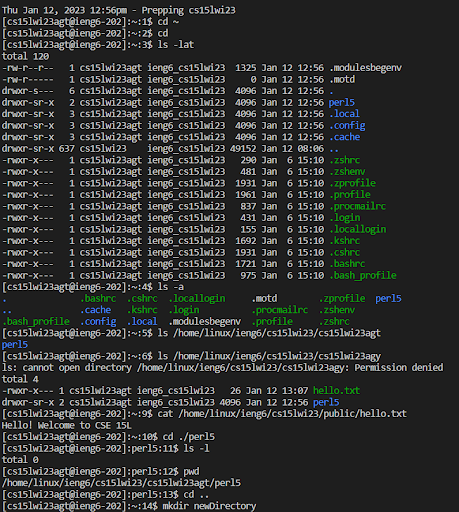 Thu Jan 12, 2023 12:56pm - Prepping cs15lwi23
[cs15lwi23agt@ieng6-202]:~:1$ cd ~
[cs15lwi23agt@ieng6-202]:~:2$ cd
[cs15lwi23agt@ieng6-202]:~:3$ ls -lat
total 120
-rw-r--r-- 1 cs15lwi23agt ieng6_cs15lwi23 1325 Jan 12 12:56 .modulesbegenv
-rw-r----- 1 cs15lwi23agt ieng6_cs15lwi23 0 Jan 12 12:56 .motd
drwxr-s--- 6 cs15lwi23agt ieng6_cs15lwi23 4096 Jan 12 12:56 .
drwxr-sr-x 2 cs15lwi23agt ieng6_cs15lwi23 4096 Jan 12 12:56 perl5
drwxr-sr-x 3 cs15lwi23agt ieng6_cs15lwi23 4096 Jan 12 12:56 .local
drwxr-sr-x 3 cs15lwi23agt ieng6_cs15lwi23 4096 Jan 12 12:56 .config
drwxr-sr-x 3 cs15lwi23agt ieng6_cs15lwi23 4096 Jan 12 12:56 .cache
drwxr-sr-x 637 cs15lwi23 ieng6_cs15lwi23 49152 Jan 12 08:06 ..
-rwxr-x--- 1 cs15lwi23agt ieng6_cs15lwi23 290 Jan 6 15:10 .zshrc
-rwxr-x--- 1 cs15lwi23agt ieng6_cs15lwi23 481 Jan 6 15:10 .zshenv
-rwxr-x--- 1 cs15lwi23agt ieng6_cs15lwi23 1931 Jan 6 15:10 .zprofile
-rwxr-x--- 1 cs15lwi23agt ieng6_cs15lwi23 1961 Jan 6 15:10 .profile
-rwxr-x--- 1 cs15lwi23agt ieng6_cs15lwi23 837 Jan 6 15:10 .procmailrc
-rwxr-x--- 1 cs15lwi23agt ieng6_cs15lwi23 431 Jan 6 15:10 .login
-rwxr-x--- 1 cs15lwi23agt ieng6_cs15lwi23 155 Jan 6 15:10 .locallogin
-rwxr-x--- 1 cs15lwi23agt ieng6_cs15lwi23 1692 Jan 6 15:10 .kshrc
-rwxr-x--- 1 cs15lwi23agt ieng6_cs15lwi23 1931 Jan 6 15:10 .cshrc
-rwxr-x--- 1 cs15lwi23agt ieng6_cs15lwi23 1721 Jan 6 15:10 .bashrc
-rwxr-x--- 1 cs15lwi23agt ieng6_cs15lwi23 975 Jan 6 15:10 .bash_profile
[cs15lwi23agt@ieng6-202]:~:4$ ls -a
. .bashrc .cshrc .locallogin .motd .zprofile perl5
.. .cache .kshrc .login .procmailrc .zshenv
.bash_profile .config .local .modulesbegenv .profile .zshrc
[cs15lwi23agt@ieng6-202]:~:5$ ls /home/linux/ieng6/cs15lwi23/cs15lwi23agt
perl5
[cs15lwi23agt@ieng6-202]:~:6$ ls /home/linux/ieng6/cs15lwi23/cs15lwi23agy
ls: cannot open directory /home/linux/ieng6/cs15lwi23/cs15lwi23agy: Permission denied
total 4
-rwxr-x--- 1 cs15lwi23agt ieng6_cs15lwi23 26 Jan 12 13:07 hello.txt
drwxr-sr-x 2 cs15lwi23agt ieng6_cs15lwi23 4096 Jan 12 12:56 perl5
[cs15lwi23agt@ieng6-202]:~:9$ cat /home/linux/ieng6/cs15lwi23/public/hello.txt
Hello! Welcome to CSE 15L
[cs15lwi23agt@ieng6-202]:~:10$ cd ./perl5
[cs15lwi23agt@ieng6-202]:perl5:11$ ls -l
total 0
[cs15lwi23agt@ieng6-202]:perl5:12$ pwd
/home/linux/ieng6/cs15lwi23/cs15lwi23agt/perl5
[cs15lwi23agt@ieng6-202]:perl5:13$ cd ..
[cs15lwi23agt@ieng6-202]:~:14$ mkdir newDirectory